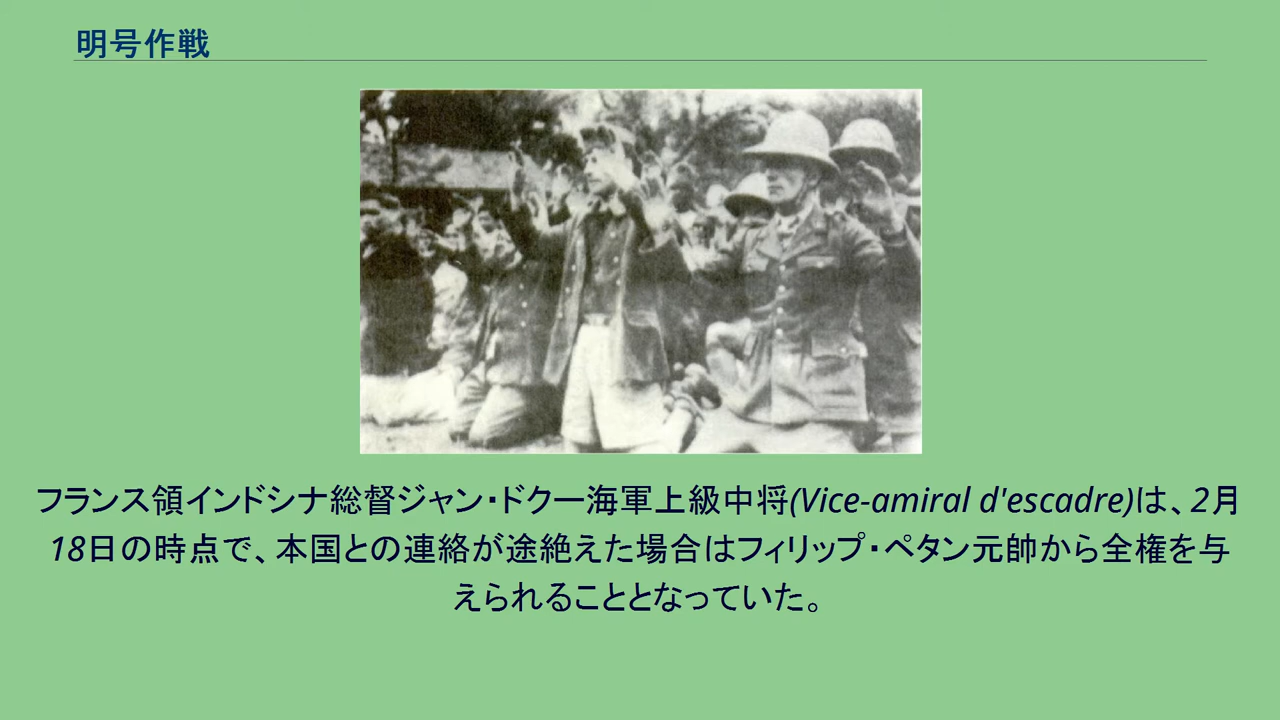 明号作戦
フランス領インドシナ総督ジャン・ドクー海軍上級中将(Vice-amiral d'escadre)は、2月
18日の時点で、本国との連絡が途絶えた場合はフィリップ・ペタン元帥から全権を与
えられることとなっていた。